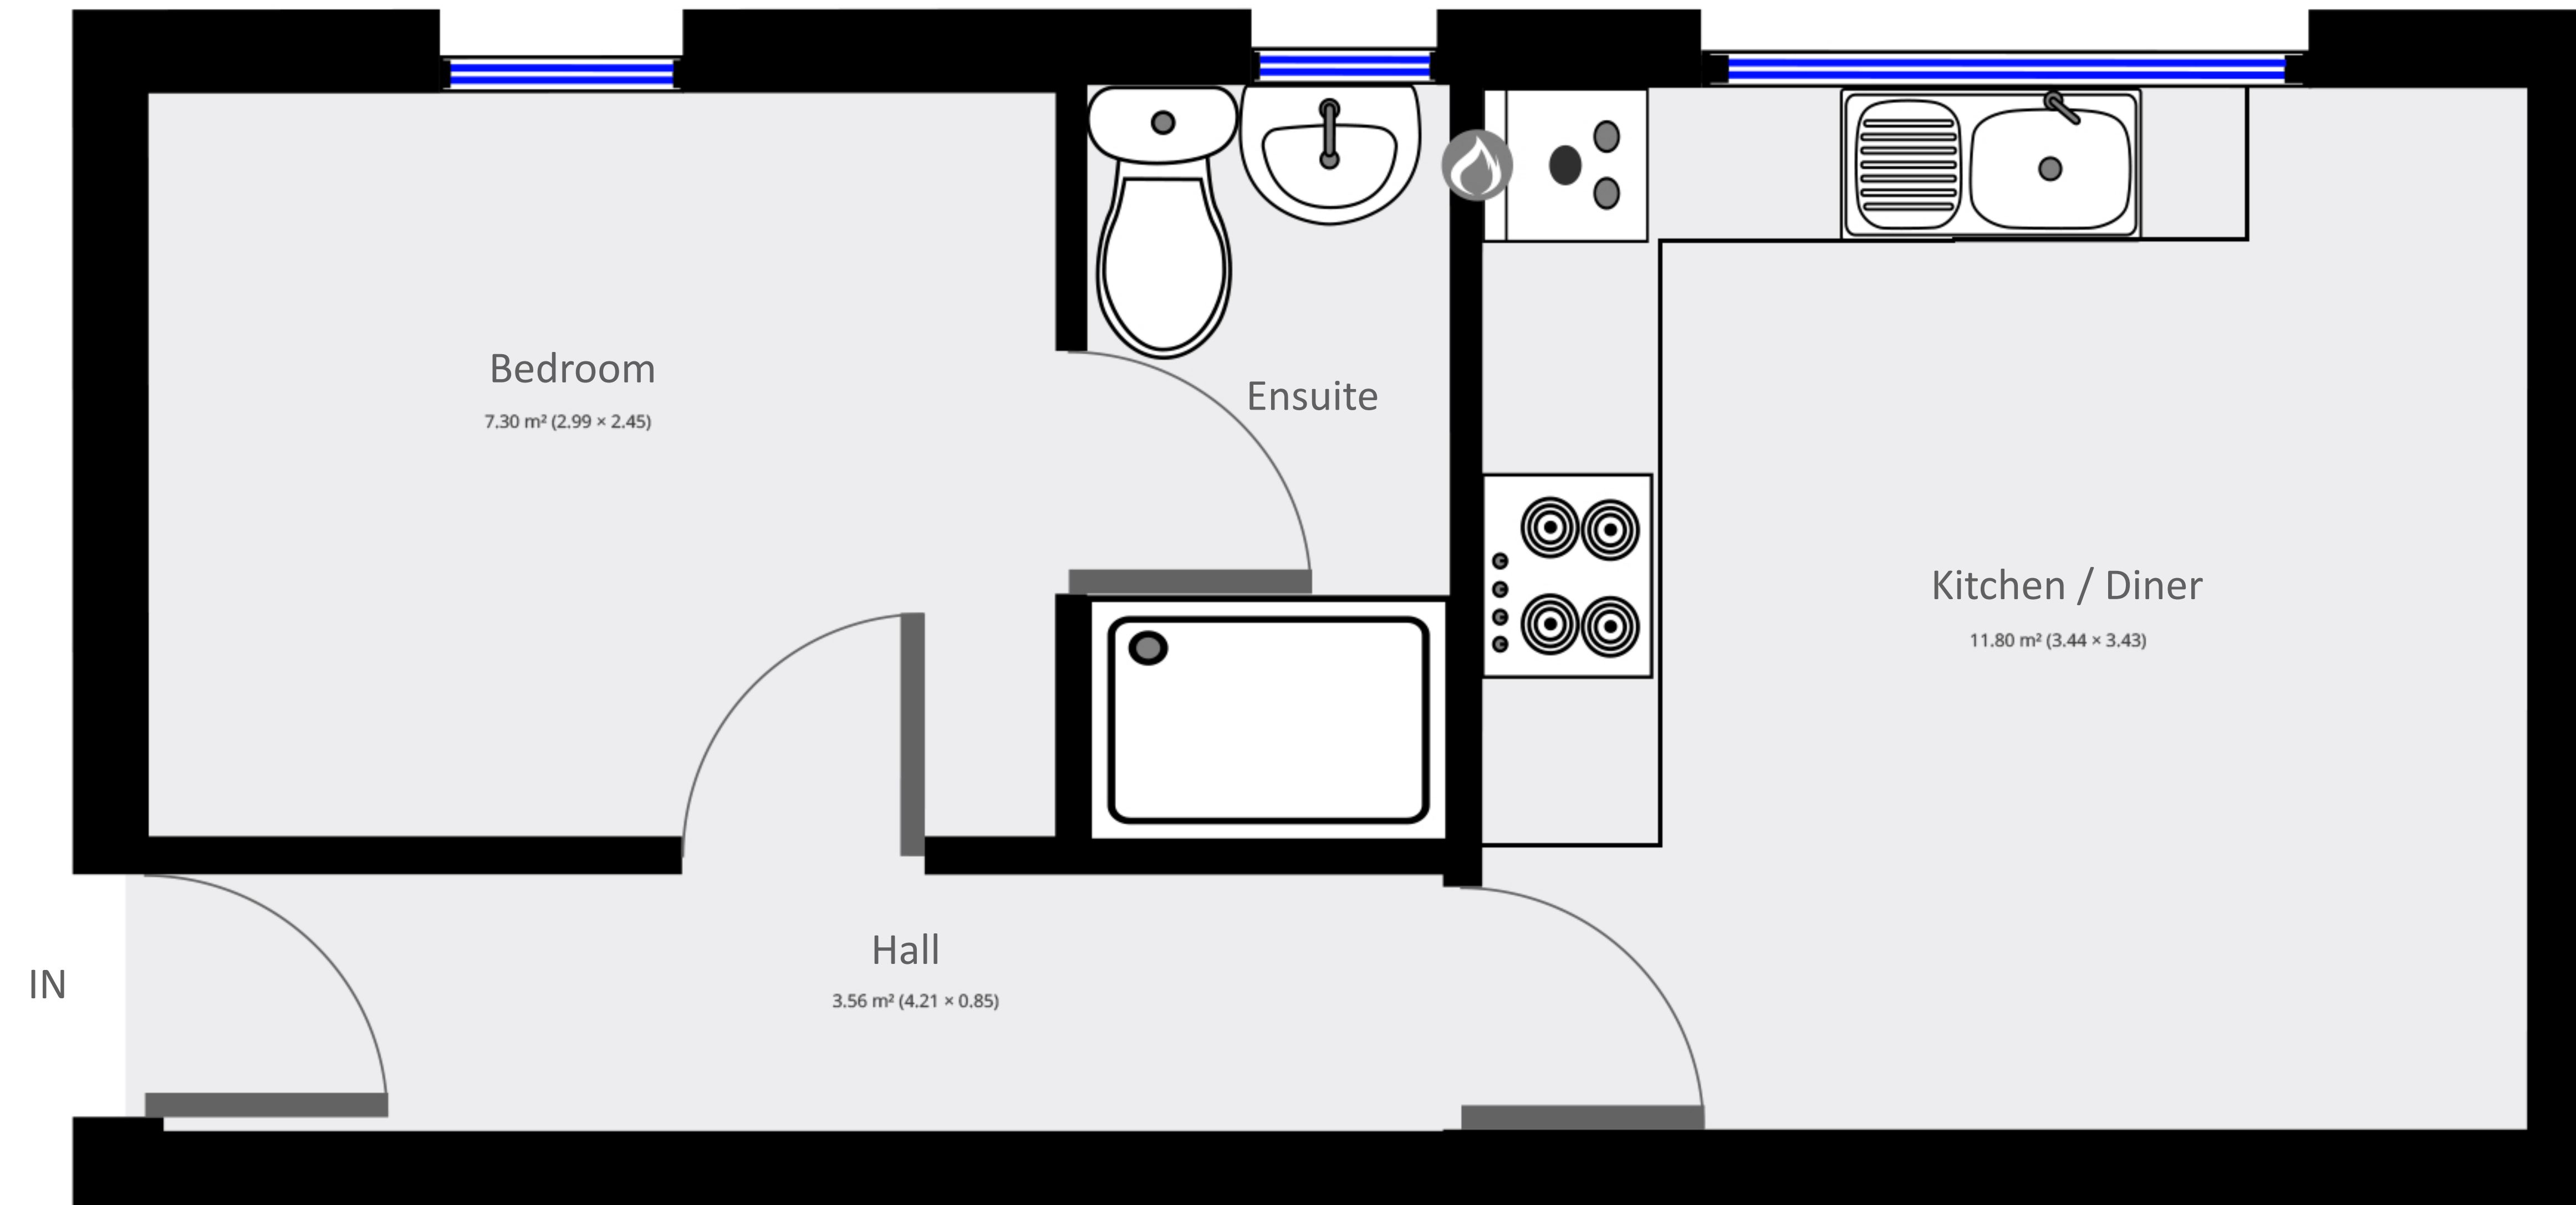 Bedroom
7.30 m² (2.99 × 2.45)
Ensuite
Kitchen / Diner
11.80 m² (3.44 × 3.43)
Hall
3.56 m² (4.21 × 0.85)
IN